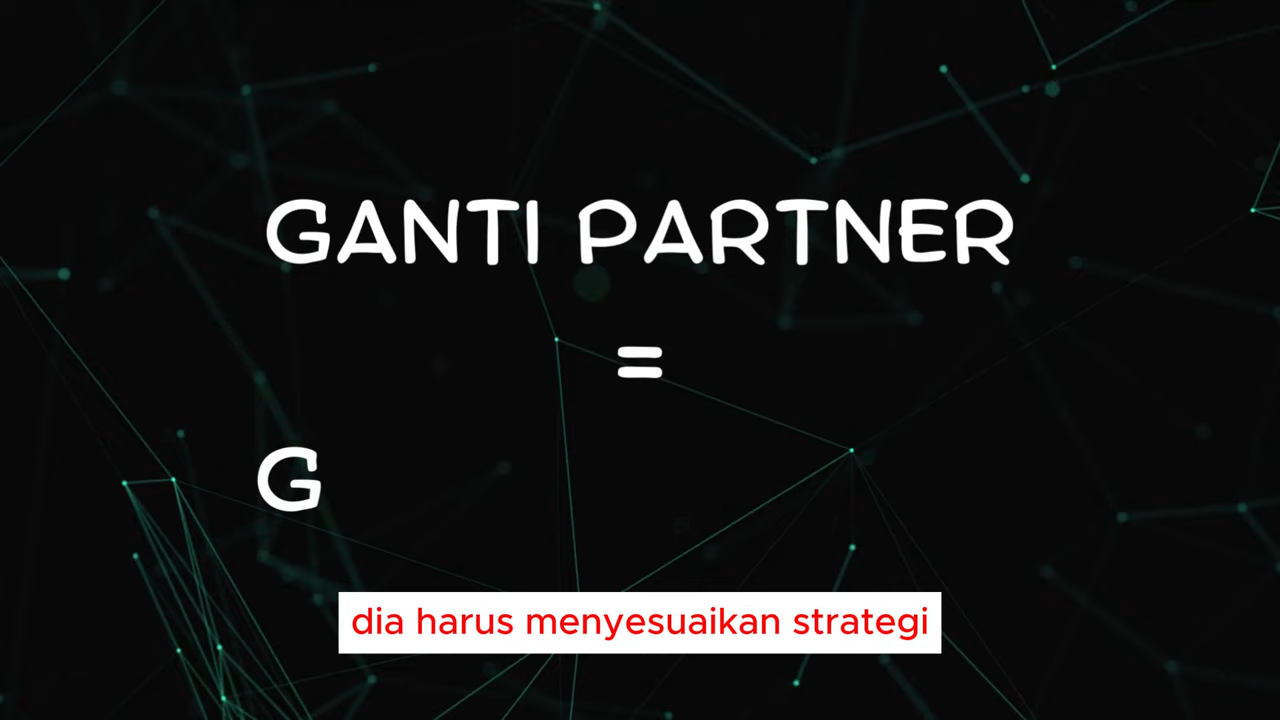 GANTI PARTNER
=
G
dia harus menyesuaikan strategi